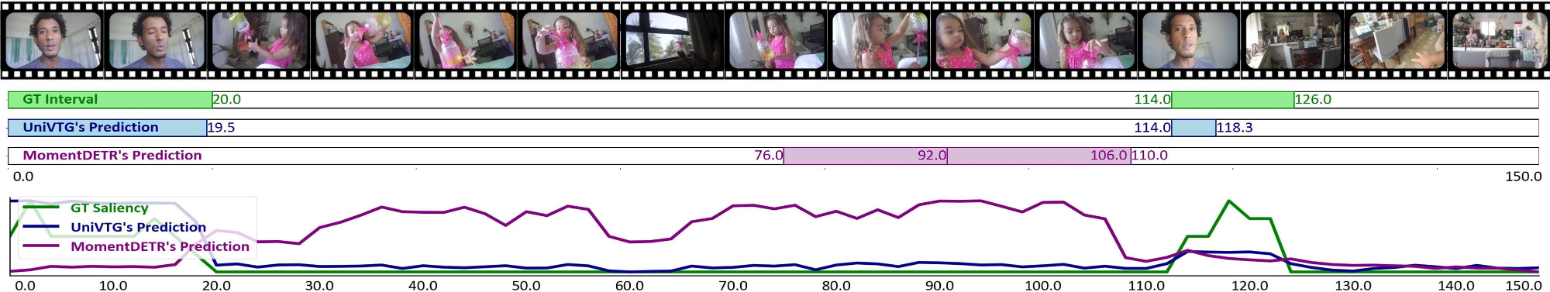 GT Interval 20.0 114.0 126.0
UniVTG's Prediction 19.5 114.0 118.3
MomentDETR's Prediction 76.0 92.0 106.0 110.0
0.0 150.0
GT Saliency
UniVTG's Prediction
MomentDETR's Prediction
0.0 10.0 20.0 30.0 40.0 50.0 60.0 70.0 80.0 90.0 100.0 110.0 120.0 130.0 140.0 150.0